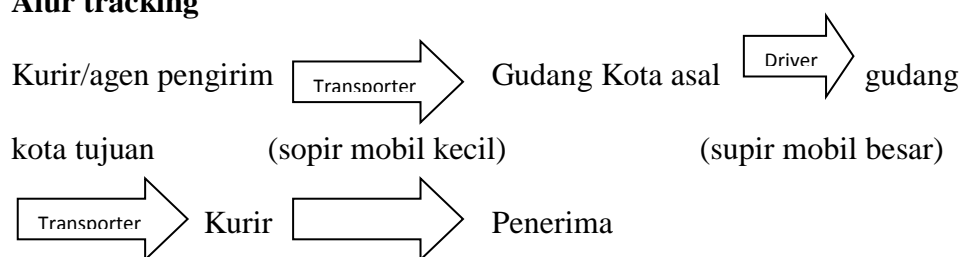 Alur tracking
Kurir/agen pengirim Transporter Gudang Kota asal Driver gudang
kota tujuan (sopir mobil kecil) (supir mobil besar)
Transporter Kurir Penerima